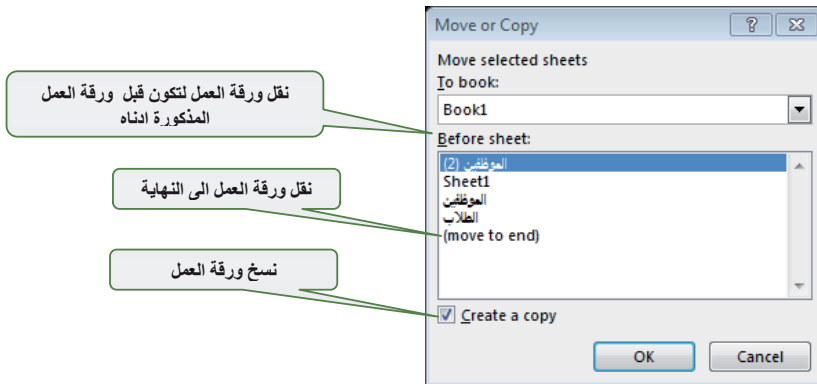 Move or Copy
Move selected sheets
To book:
Book1
نقل ورقة العمل لتكون قبل ورقة العمل
المذكورة ادناه
Before sheet:
الموظفين (2)
Sheet1
الموظفين
الطلاب
(move to end)
نقل ورقة العمل الى النهاية
نسخ ورقة العمل
Create a copy
OK
Cancel